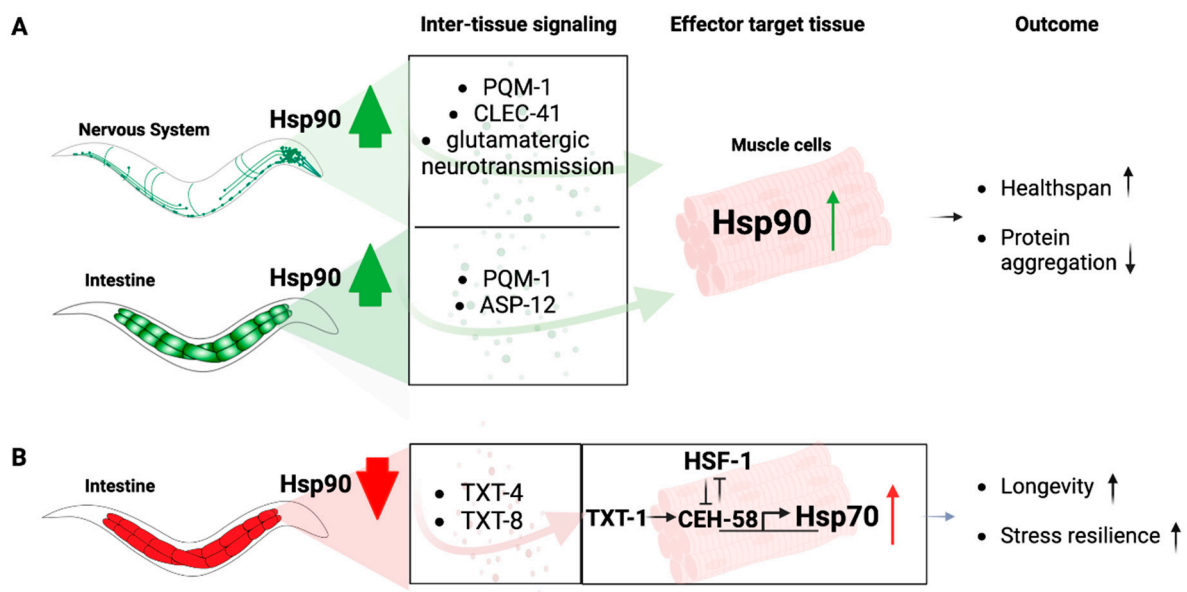 A
Inter-tissue signaling
Effector target tissue
Outcome
Nervous System
Hsp90
• PQM-1
• CLEC-41
• glutamatergic
neurotransmission
Muscle cells
Hsp90
• Healthspan ↑
• Protein
aggregation ↓
Intestine
Hsp90
• PQM-1
• ASP-12
B
Intestine
Hsp90
• TXT-4
• TXT-8
HSF-1
TXT-1
CEH-58
Hsp70
• Longevity ↑
• Stress resilience ↑